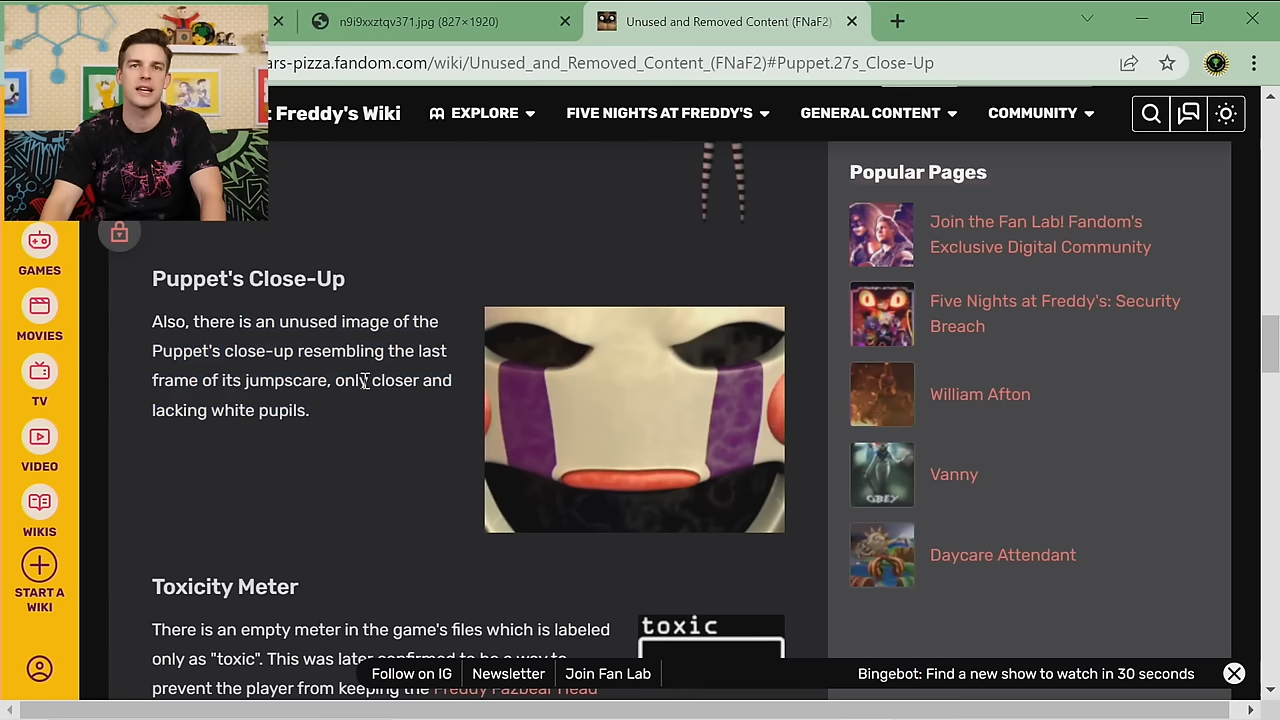 n9i9xxztqv371.jpg (827×1920)
Unused and Removed Content (FNaF2)
ars-pizza.fandom.com/wiki/Unused_and_Removed_Content_(FNaF2)#Puppet.27s_Close-Up
t Freddy's Wiki
EXPLORE
FIVE NIGHTS AT FREDDY'S
GENERAL CONTENT
COMMUNITY
GAMES
MOVIES
TV
VIDEO
WIKIS
START A
WIKI
Puppet's Close-Up
Also, there is an unused image of the
Puppet's close-up resembling the last
frame of its jumpscare, only closer and
lacking white pupils.
Toxicity Meter
There is an empty meter in the game's files which is labeled
only as "toxic". This was later confirmed to be a way to
prevent the player from keeping the Freddy Fazbear Head
toxic
Popular Pages
Join the Fan Lab! Fandom's
Exclusive Digital Community
Five Nights at Freddy's: Security
Breach
William Afton
Vanny
OBEY
Daycare Attendant
Follow on IG
Newsletter
Join Fan Lab
Bingebot: Find a new show to watch in 30 seconds